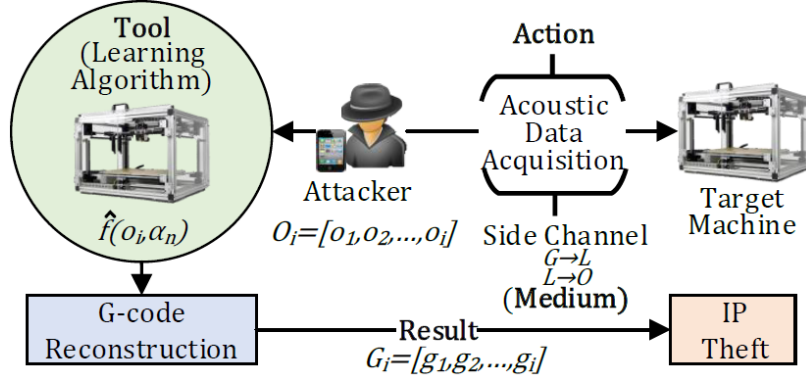 Tool
(Learning
Algorithm)
f̂(oᵢ,αₙ)
Attacker
Oᵢ=[o₁,o₂,...,oᵢ]
Action
Acoustic
Data
Acquisition
Side Channel
G→L
L→O
(Medium)
Target
Machine
G-code
Reconstruction
Result
Gᵢ=[g₁,g₂,...,gᵢ]
IP
Theft